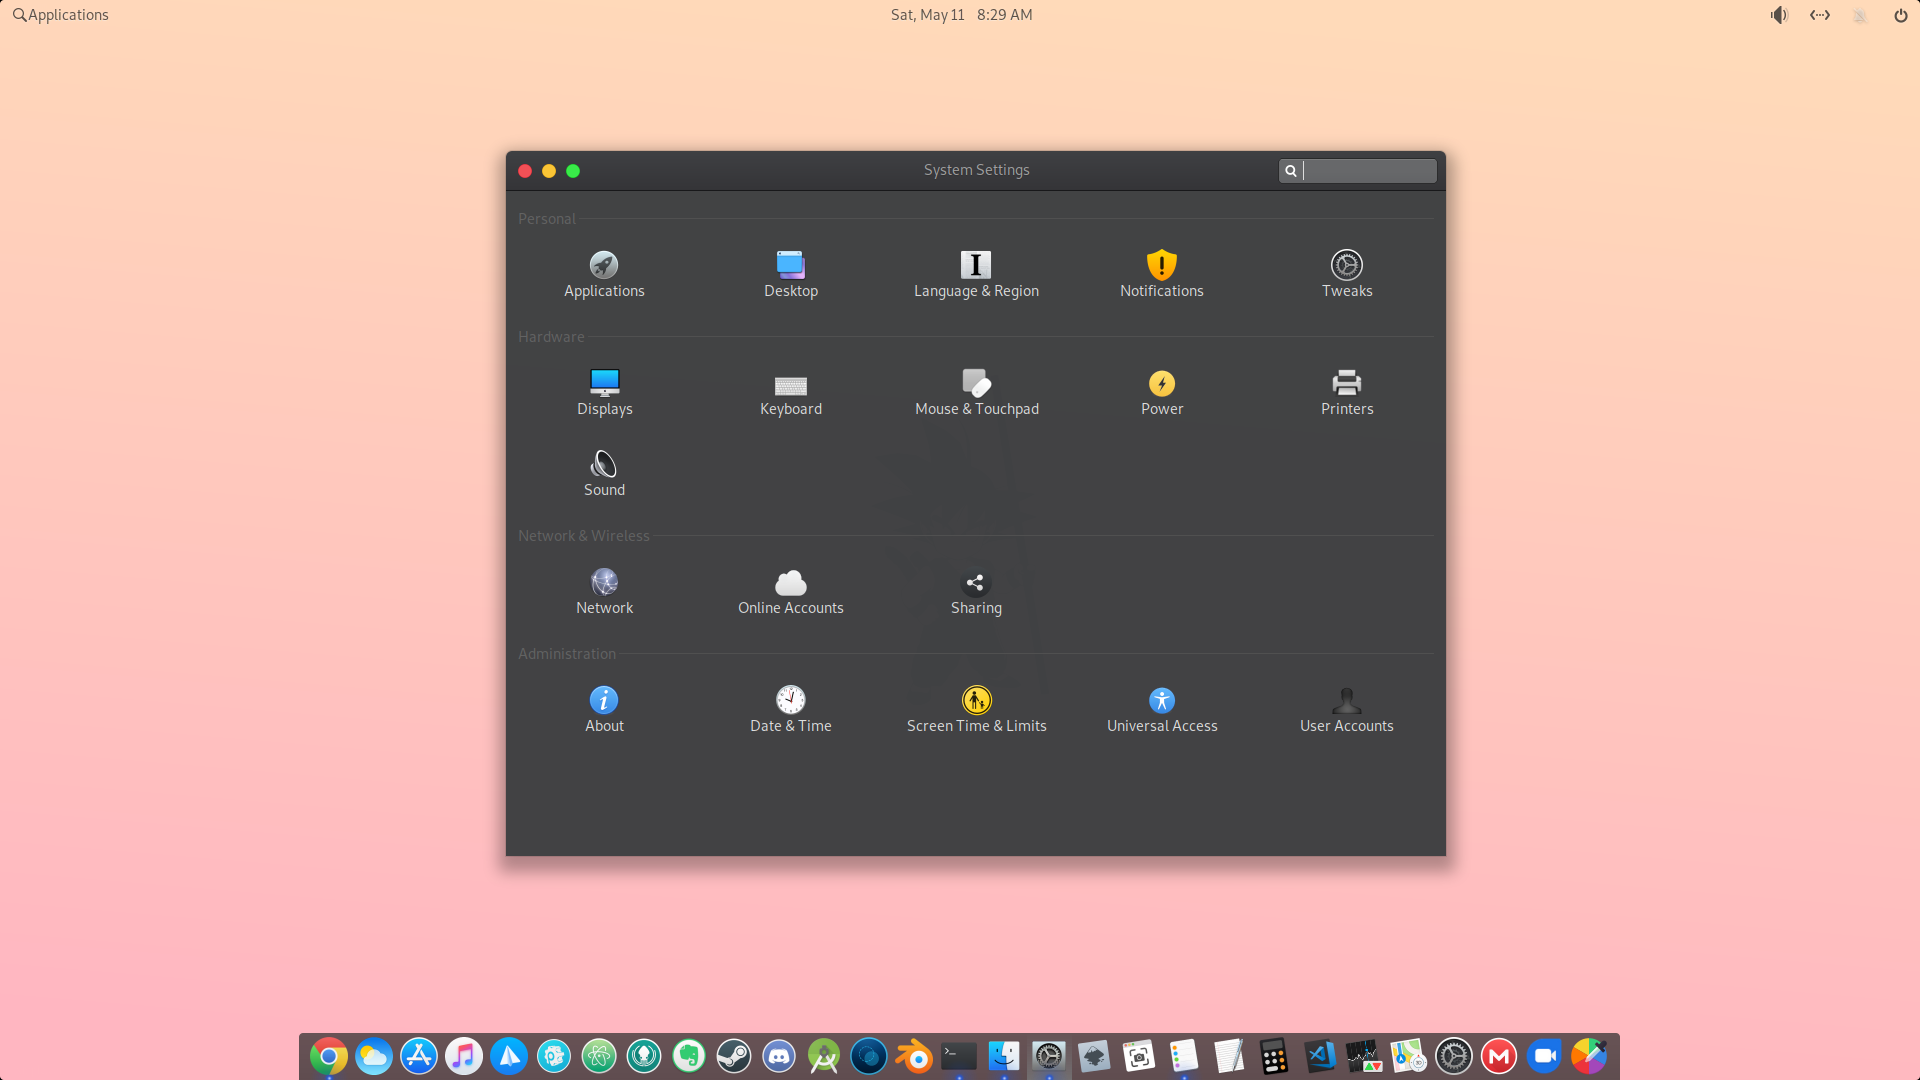 Applications
Sat, May 11 8:29 AM
System Settings
Personal
Applications
Desktop
Language & Region
Notifications
Tweaks
Hardware
Displays
Keyboard
Mouse & Touchpad
Power
Printers
Sound
Network & Wireless
Network
Online Accounts
Sharing
Administration
About
Date & Time
Screen Time & Limits
Universal Access
User Accounts